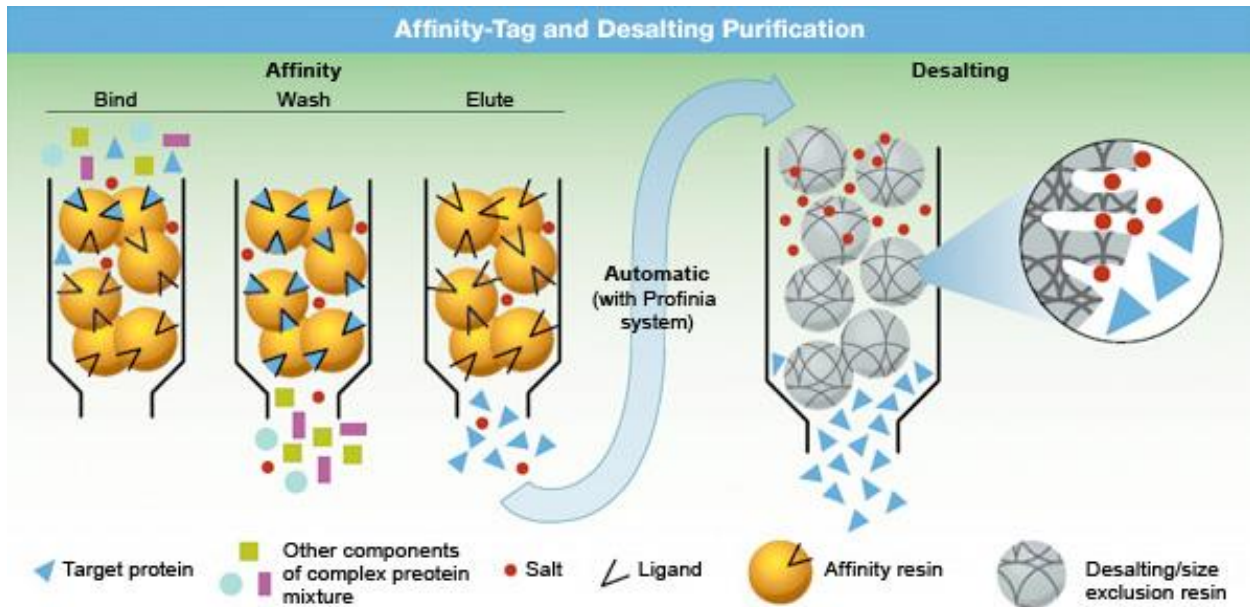 Affinity-Tag and Desalting Purification
Affinity
Desalting
Bind
Wash
Elute
Automatic
(with Profinia
system)
Target protein
Other components
of complex preotein
mixture
Salt
Ligand
Affinity resin
Desalting/size
exclusion resin